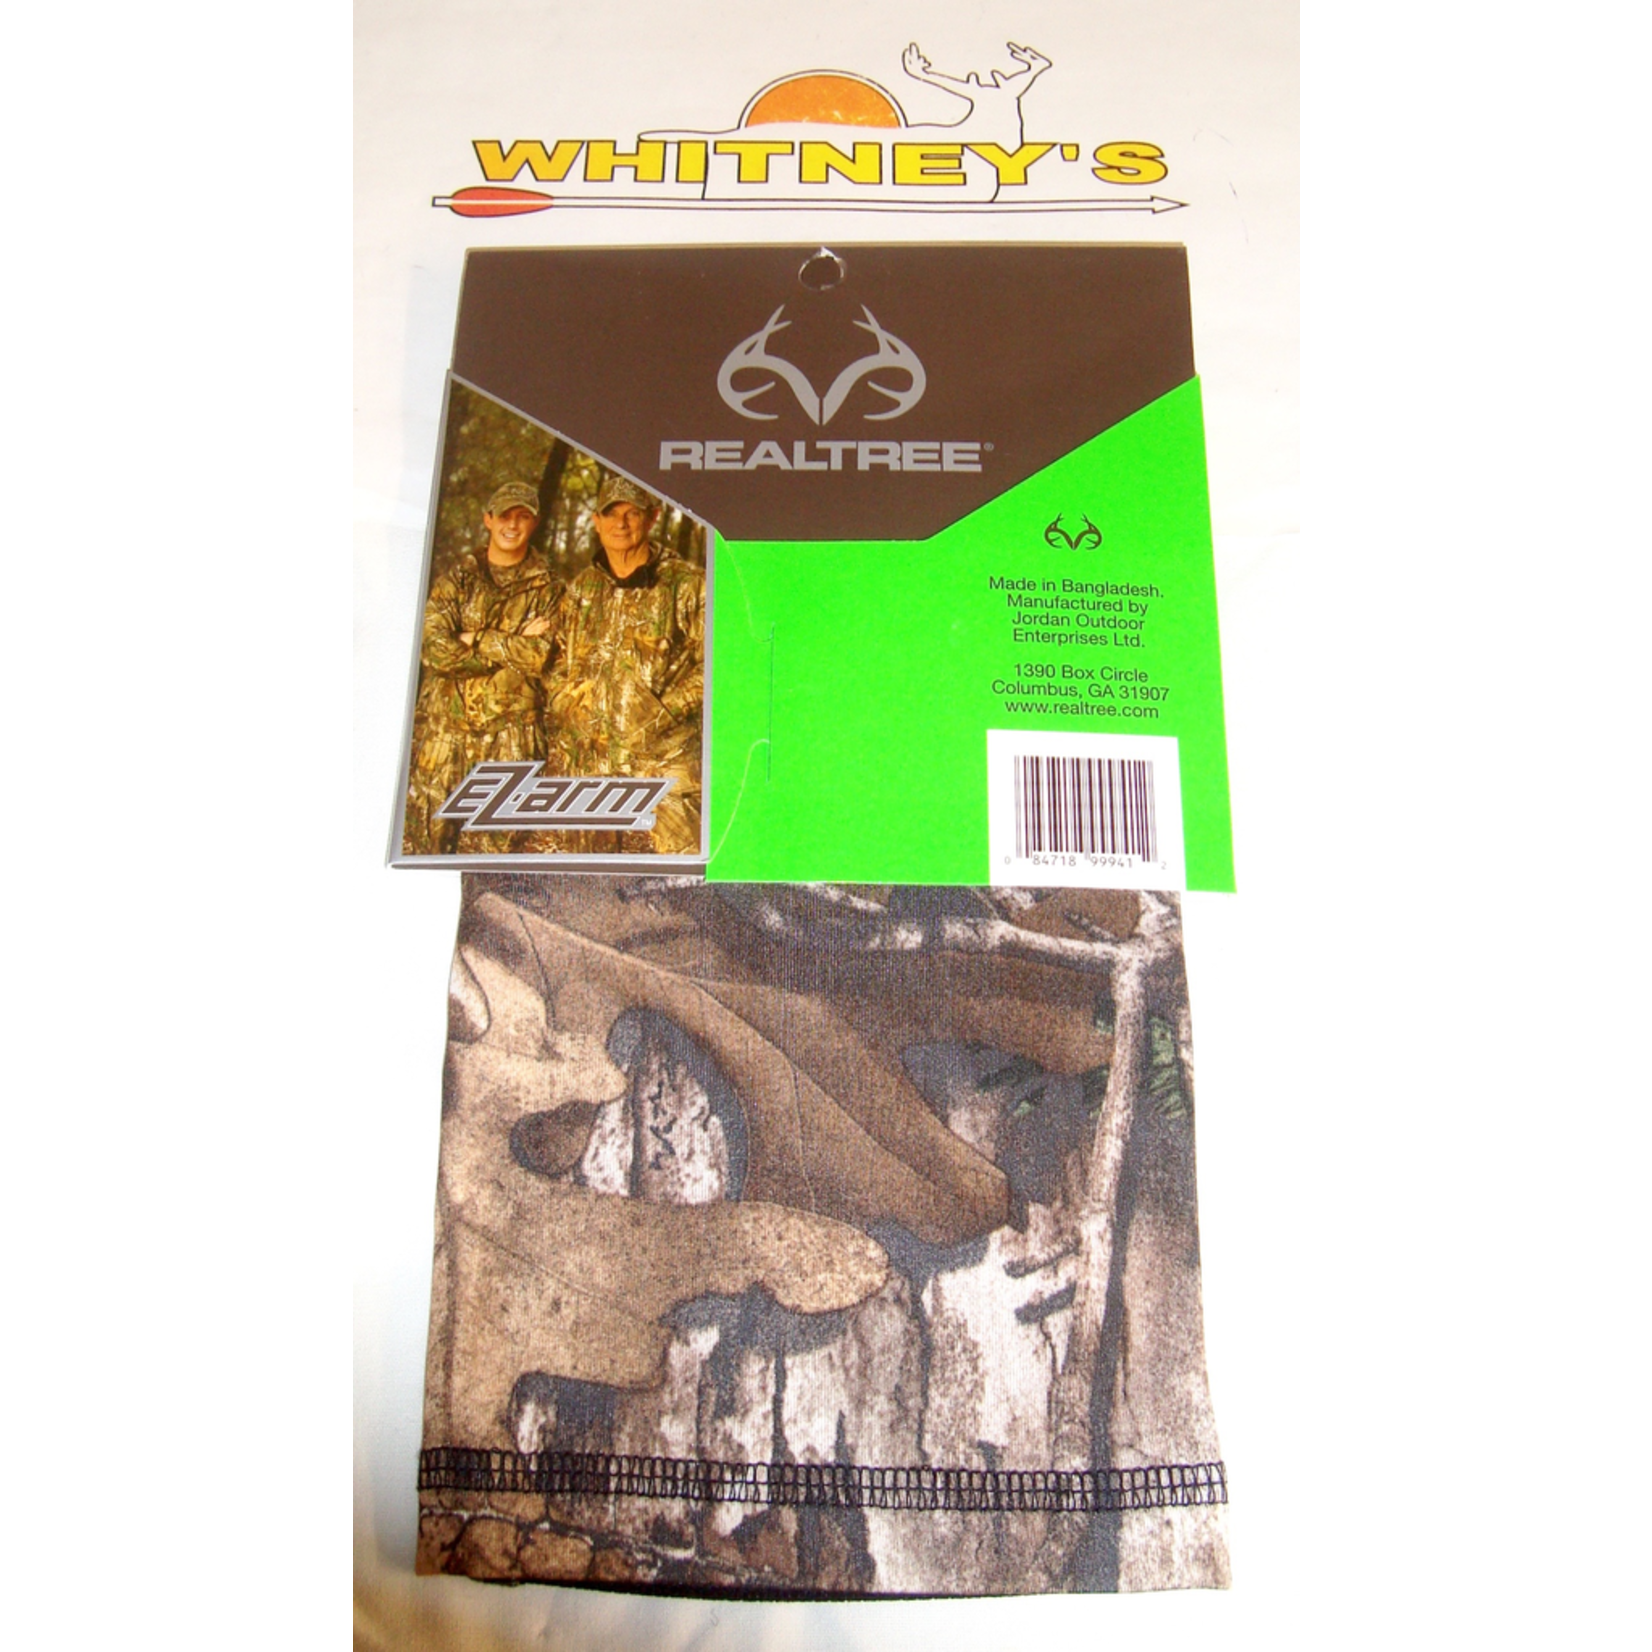 WHITNEY'S
REALTREE®
Made in Bangladesh.
Manufactured by
Jordan Outdoor
Enterprises Ltd.
1390 Box Circle
Columbus, GA 31907
www.realtree.com
EZ-arm™
0 84718 99941 2